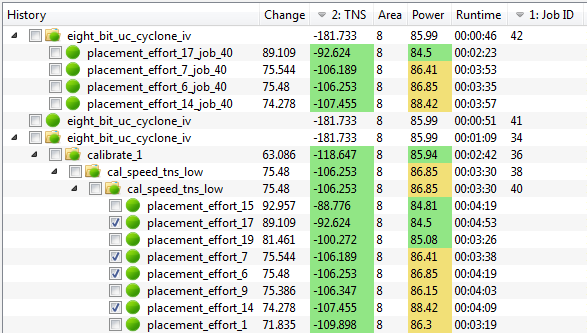 History Change 2: TNS Area Power Runtime 1: Job ID
eight_bit_uc_cyclone_iv -181.733 8 85.99 00:00:46 42
placement_effort_17_job_40 89.109 -92.624 8 84.5 00:02:23
placement_effort_7_job_40 75.544 -106.189 8 86.41 00:03:53
placement_effort_6_job_40 75.48 -106.253 8 86.85 00:03:35
placement_effort_14_job_40 74.278 -107.455 8 88.42 00:03:57
eight_bit_uc_cyclone_iv -181.733 8 85.99 00:00:51 41
eight_bit_uc_cyclone_iv -181.733 8 85.99 00:01:09 34
calibrate_1 63.086 -118.647 8 85.94 00:02:42 36
cal_speed_tns_low 75.48 -106.253 8 86.85 00:03:30 38
cal_speed_tns_low 75.48 -106.253 8 86.85 00:03:30 40
placement_effort_15 92.957 -88.776 8 84.81 00:04:19
placement_effort_17 89.109 -92.624 8 84.5 00:04:53
placement_effort_19 81.461 -100.272 8 85.08 00:03:26
placement_effort_7 75.544 -106.189 8 86.41 00:03:38
placement_effort_6 75.48 -106.253 8 86.85 00:04:19
placement_effort_9 75.386 -106.347 8 86.15 00:04:03
placement_effort_14 74.278 -107.455 8 88.42 00:04:09
placement_effort_1 71.835 -109.898 8 86.3 00:03:19